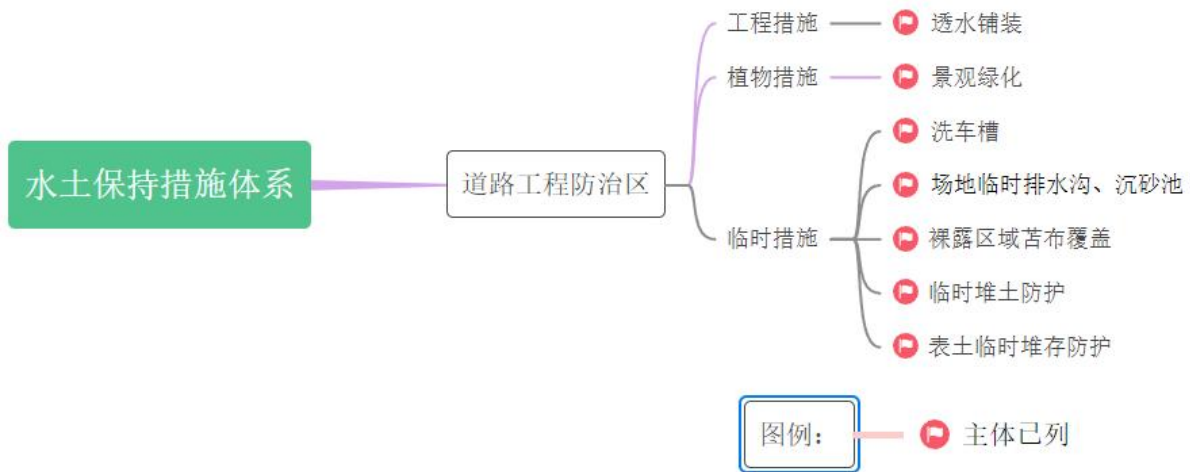 工程措施
透水铺装
植物措施
景观绿化
洗车槽
水土保持措施体系
道路工程防治区
场地临时排水沟、沉砂池
临时措施
裸露区域苫布覆盖
临时堆土防护
表土临时堆存防护
图例：
主体已列